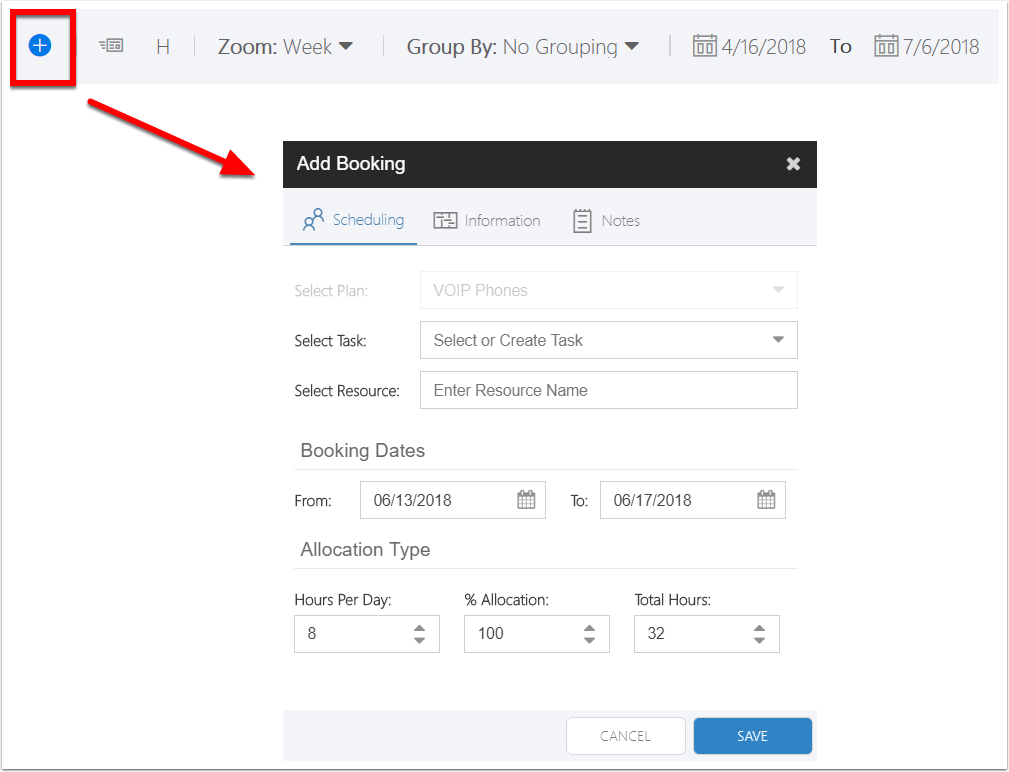 H Zoom: Week Group By: No Grouping 4/16/2018 To 7/6/2018
Add Booking
Scheduling Information Notes
Select Plan: VOIP Phones
Select Task: Select or Create Task
Select Resource: Enter Resource Name
Booking Dates
From: 06/13/2018 To: 06/17/2018
Allocation Type
Hours Per Day: % Allocation: Total Hours:
8 100 32
CANCEL SAVE